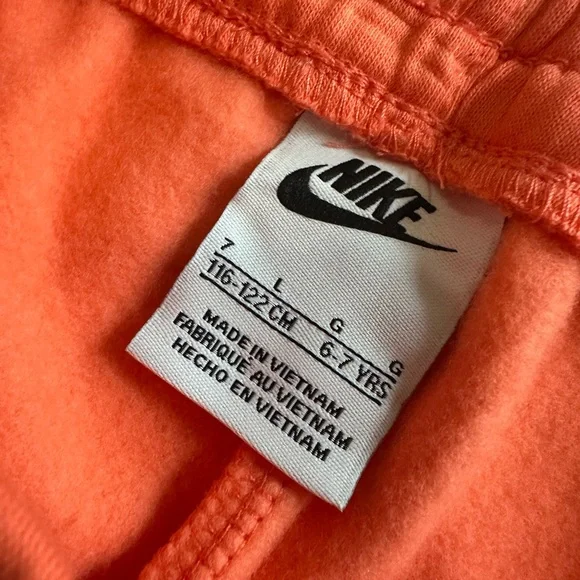 NIKE
7 L G G
116-122 CM 6-7 YRS
MADE IN VIETNAM
FABRIQUÉ AU VIETNAM
HECHO EN VIETNAM